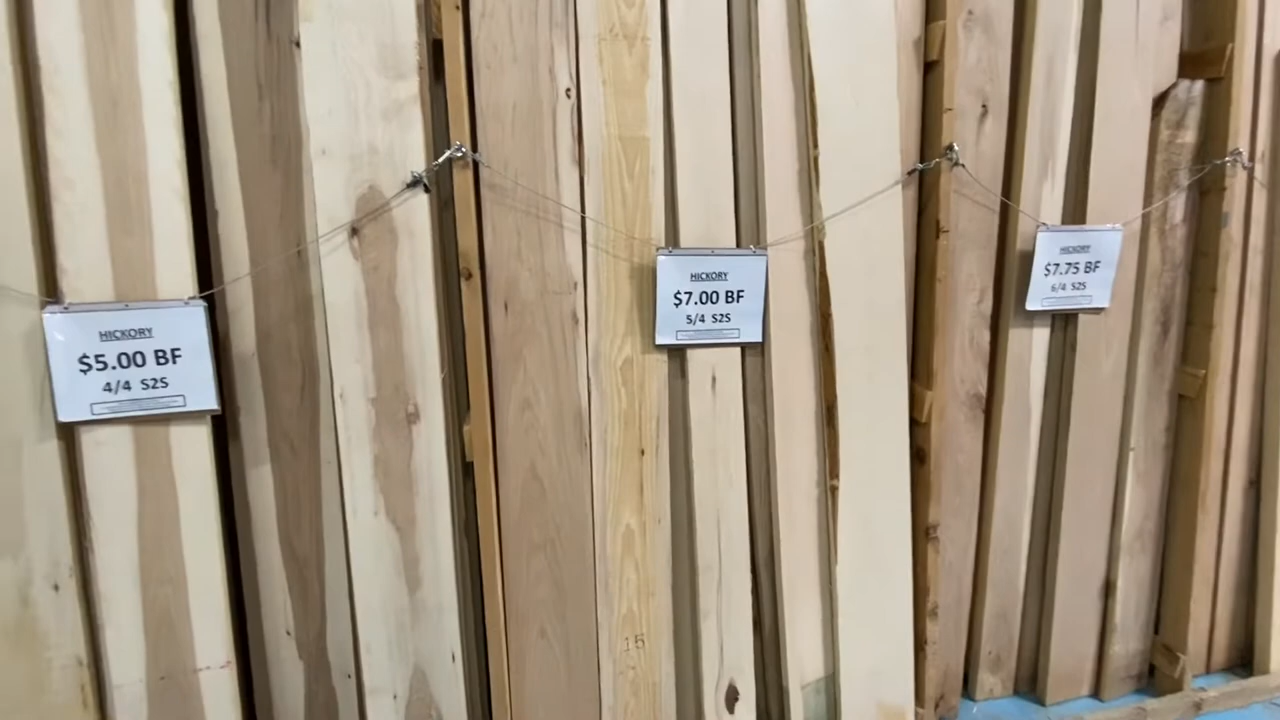 HICKORY
$5.00 BF
4/4 S2S
HICKORY
$7.00 BF
5/4 S2S
HICKORY
$7.75 BF
6/4 S2S
15